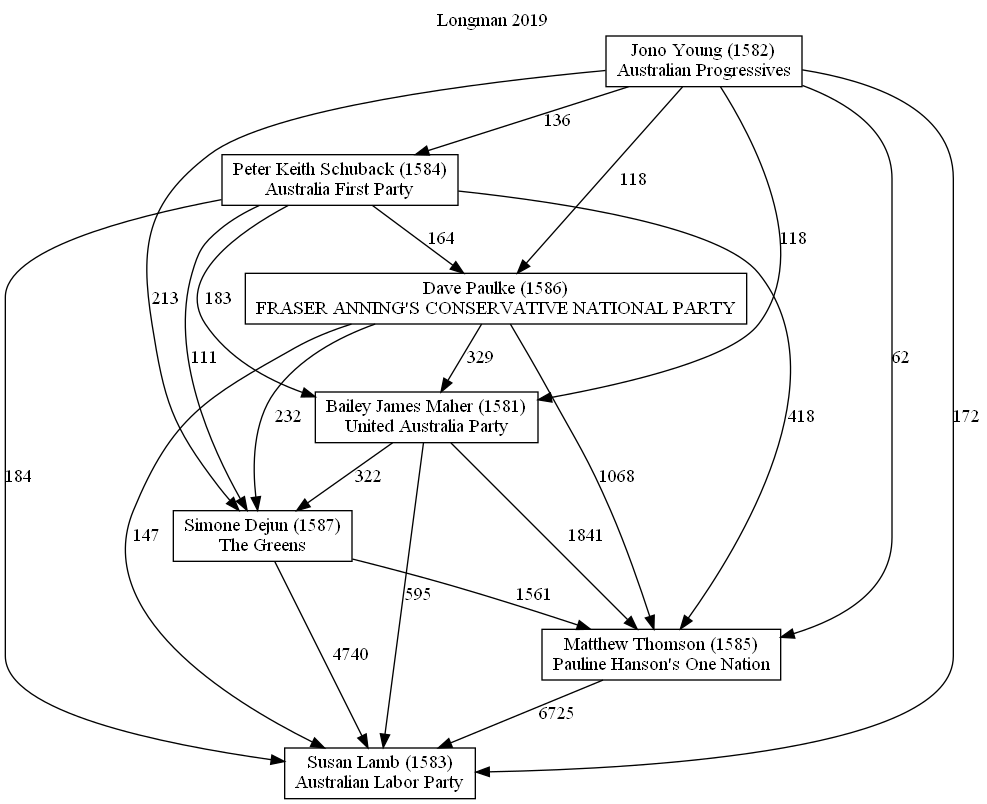 Longman 2019
Jono Young (1582)
Australian Progressives
136
Peter Keith Schuback (1584)
Australia First Party
118
164
118
Dave Paulke (1586)
FRASER ANNING'S CONSERVATIVE NATIONAL PARTY
213
183
111
329
62
Bailey James Maher (1581)
United Australia Party
232
418
172
184
322
1068
Simone Dejun (1587)
The Greens
147
1841
595
1561
Matthew Thomson (1585)
Pauline Hanson's One Nation
4740
6725
Susan Lamb (1583)
Australian Labor Party